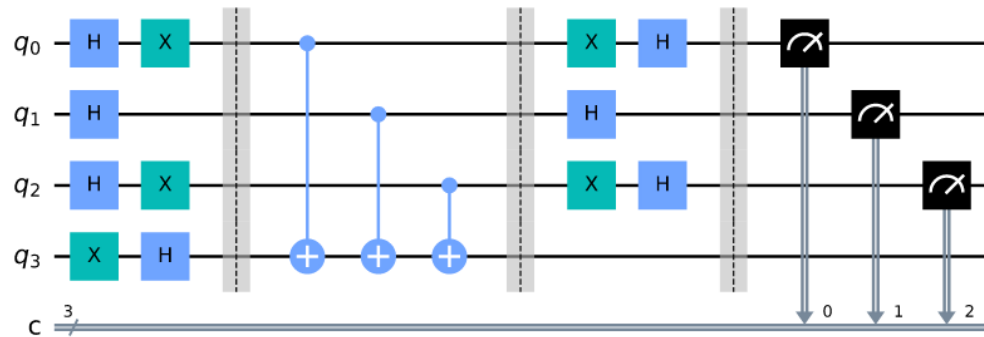 q0 H X X H
q1 H H
q2 H X X H
q3 X H
3 0 1 2
c